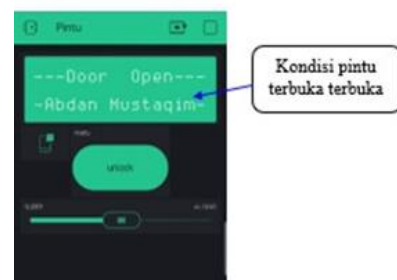 Pintu
---Door Open---
-Abdan Mustaqim-
unlock
Kondisi pintu
terbuka terbuka